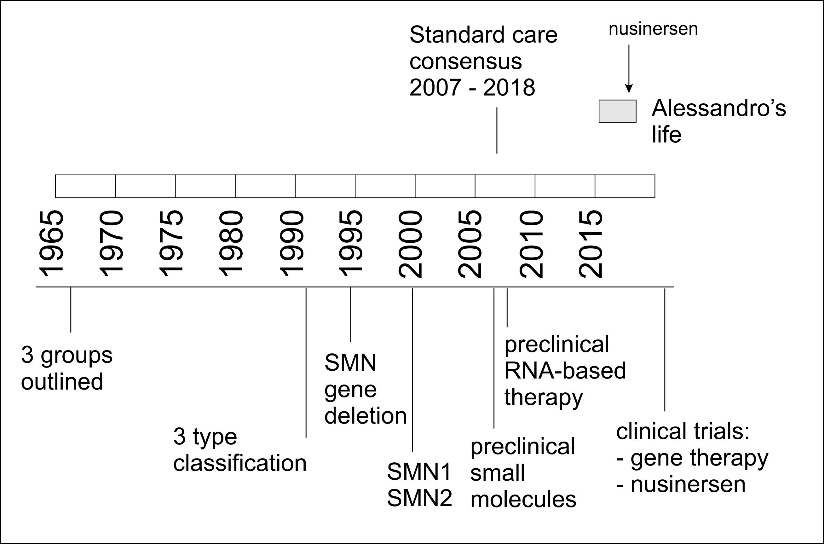 Standard care
consensus
2007 - 2018
nusinersen
Alessandro's
life
1965
1970
1975
1980
1990
1995
2000
2005
2010
2015
3 groups
outlined
3 type
classification
SMN
gene
deletion
SMN1
SMN2
preclinical
small
molecules
preclinical
RNA-based
therapy
clinical trials:
- gene therapy
- nusinersen